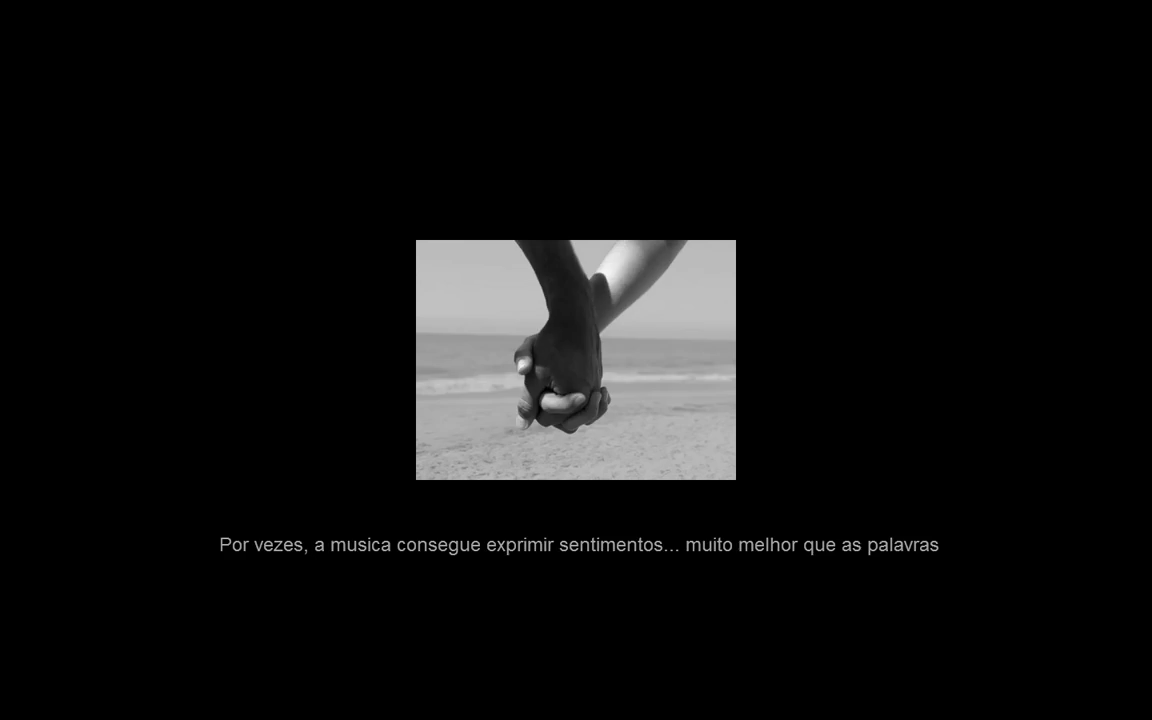 Por vezes, a musica consegue exprimir sentimentos... muito melhor que as palavras